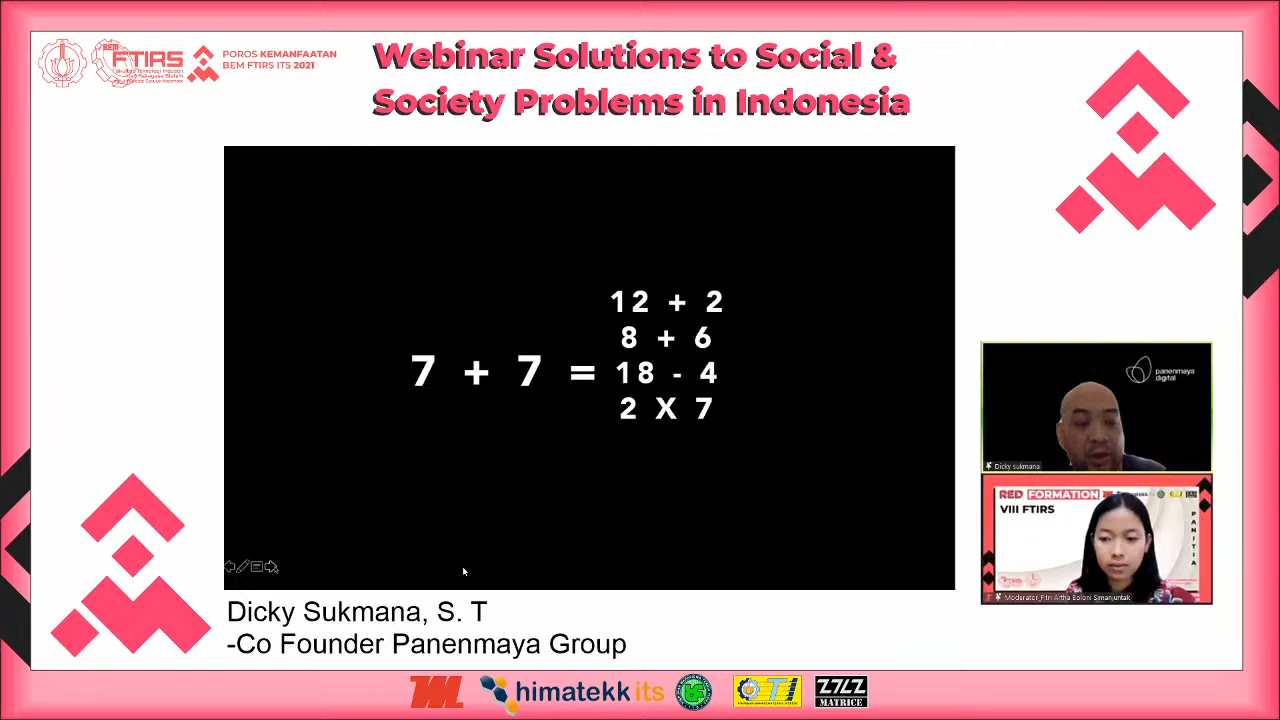 BEM
FTIRS
POROS KEMANFAATAN
BEM FTIRS ITS 2021
Webinar Solutions to Social &
Society Problems in Indonesia
12 + 2
8 + 6
7 + 7 = 18 - 4
2 X 7
panenmaya
digital
Dicky sukmana
RED FORMATION
VIII FTIRS
PANITIA
Moderator_Fitri Artha Boloni Simanjuntak
Dicky Sukmana, S. T
-Co Founder Panenmaya Group
himatekk its
MATRICE